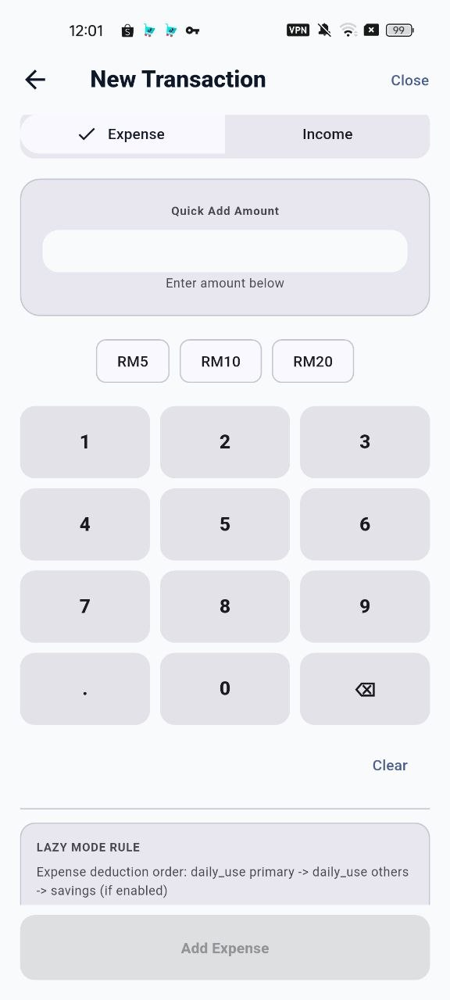 12:01 VPN 99
New Transaction Close
Expense Income
Quick Add Amount
Enter amount below
RM5 RM10 RM20
1 2 3
4 5 6
7 8 9
. 0
Clear
LAZY MODE RULE
Expense deduction order: daily_use primary -> daily_use others
-> savings (if enabled)
Add Expense